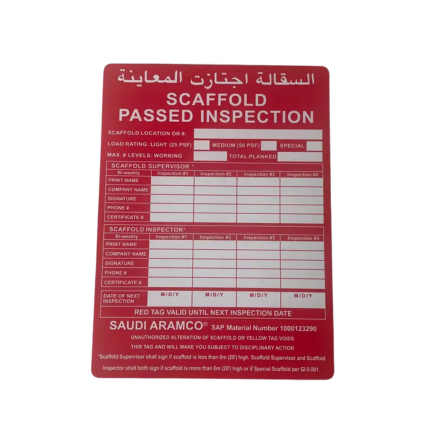 السقالة اجتازت المعاينة
SCAFFOLD
PASSED INSPECTION
SCAFFOLD LOCATION OR #:
LOAD RATING: LIGHT (25 PSF) MEDIUM (50 PSF) SPECIAL
MAX. # LEVELS: WORKING TOTAL PLANKED
SCAFFOLD SUPERVISOR *
Bi-weekly Inspection #1 Inspection #2 Inspection #3 Inspection #4
PRINT NAME
COMPANY NAME
SIGNATURE
PHONE #
CERTIFICATE #
SCAFFOLD INSPECTOR*
Bi-weekly Inspection #1 Inspection #2 Inspection #3 Inspection #4
PRINT NAME
COMPANY NAME
SIGNATURE
PHONE #
CERTIFICATE #
DATE OF NEXT INSPECTION M/D/Y M/D/Y M/D/Y M/D/Y
RED TAG VALID UNTIL NEXT INSPECTION DATE
SAUDI ARAMCO® SAP Material Number 1000123290
UNAUTHORIZED ALTERATION OF SCAFFOLD OR YELLOW TAG VOIDS
THIS TAG AND WILL MAKE YOU SUBJECT TO DISCIPLINARY ACTION
*Scaffold Supervisor shall sign if scaffold is less than 6m (20') high. Scaffold Supervisor and Scaffold
Inspector shall both sign if scaffold is more than 6m (20') high or if Special Scaffold per GI 8.001.